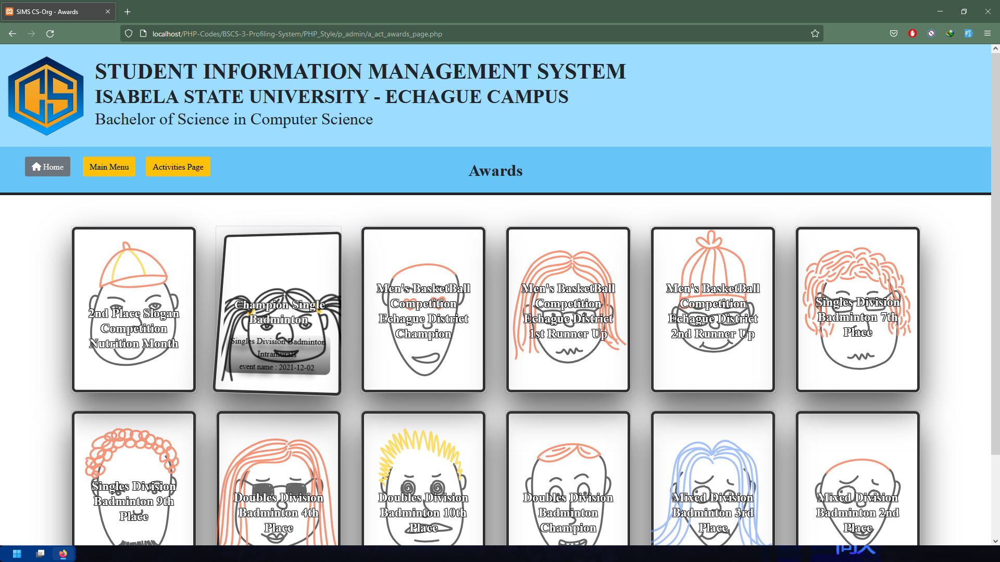 SIMS CS-Org - Awards
localhost/PHP-Codes/BSCS-3-Profiling-System/PHP_Style/p_admin/a_act_awards_page.php
CS
STUDENT INFORMATION MANAGEMENT SYSTEM
ISABELA STATE UNIVERSITY - ECHAGUE CAMPUS
Bachelor of Science in Computer Science
Home
Main Menu
Activities Page
Awards
2nd Place Slogan
Competition
Nutrition Month
Champion Single
Badminton
Singles Division Badminton
Intramurals
event name : 2021-12-02
Men's BasketBall
Competition
Echague District
Champion
Men's BasketBall
Competition
Echague District
1st Runner Up
Men's BasketBall
Competition
Echague District
2nd Runner Up
Singles Division
Badminton 7th
Place
Singles Division
Badminton 9th
Place
Doubles Division
Badminton 4th
Place
Doubles Division
Badminton 10th
Place
Doubles Division
Badminton
Champion
Mixed Division
Badminton 3rd
Place
Mixed Division
Badminton 2nd
Place